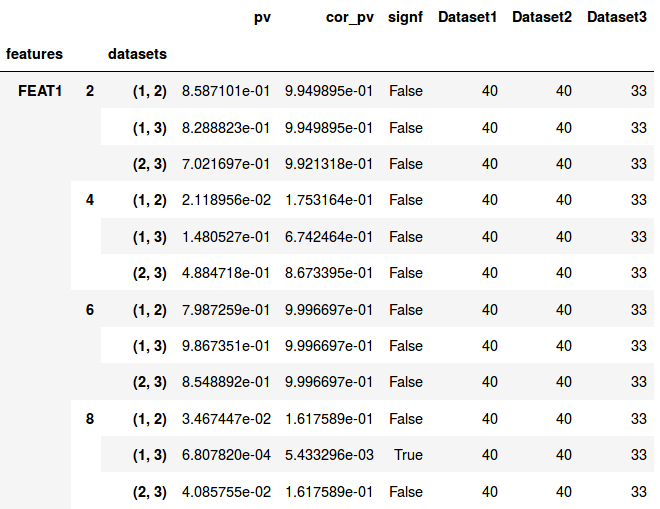 pv cor_pv signf Dataset1 Dataset2 Dataset3
features datasets
FEAT1 2 (1, 2) 8.587101e-01 9.949895e-01 False 40 40 33
(1, 3) 8.288823e-01 9.949895e-01 False 40 40 33
(2, 3) 7.021697e-01 9.921318e-01 False 40 40 33
4 (1, 2) 2.118956e-02 1.753164e-01 False 40 40 33
(1, 3) 1.480527e-01 6.742464e-01 False 40 40 33
(2, 3) 4.884718e-01 8.673395e-01 False 40 40 33
6 (1, 2) 7.987259e-01 9.996697e-01 False 40 40 33
(1, 3) 9.867351e-01 9.996697e-01 False 40 40 33
(2, 3) 8.548892e-01 9.996697e-01 False 40 40 33
8 (1, 2) 3.467447e-02 1.617589e-01 False 40 40 33
(1, 3) 6.807820e-04 5.433296e-03 True 40 40 33
(2, 3) 4.085755e-02 1.617589e-01 False 40 40 33